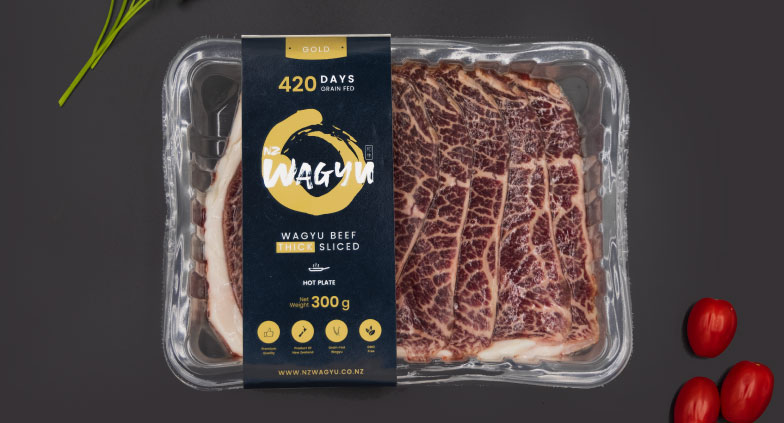 GOLD
420 DAYS
GRAIN FED
NZ
WAGYU
WAGYU BEEF
THICK SLICED
HOT PLATE
Net
Weight 300 g
Premium
Quality
Product Of
New Zealand
Grain-Fed
Wagyu
GMO
Free
WWW.NZWAGYU.CO.NZ